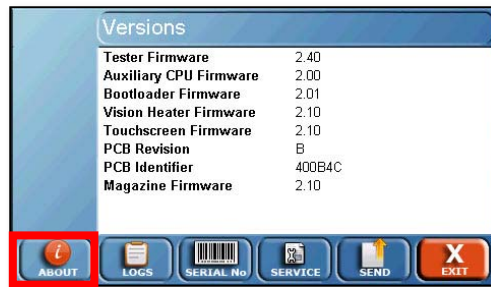 Versions
Tester Firmware 2.40
Auxiliary CPU Firmware 2.00
Bootloader Firmware 2.01
Vision Heater Firmware 2.10
Touchscreen Firmware 2.10
PCB Revision B
PCB Identifier 400B4C
Magazine Firmware 2.10
i ABOUT LOGS SERIAL No SERVICE SEND X EXIT